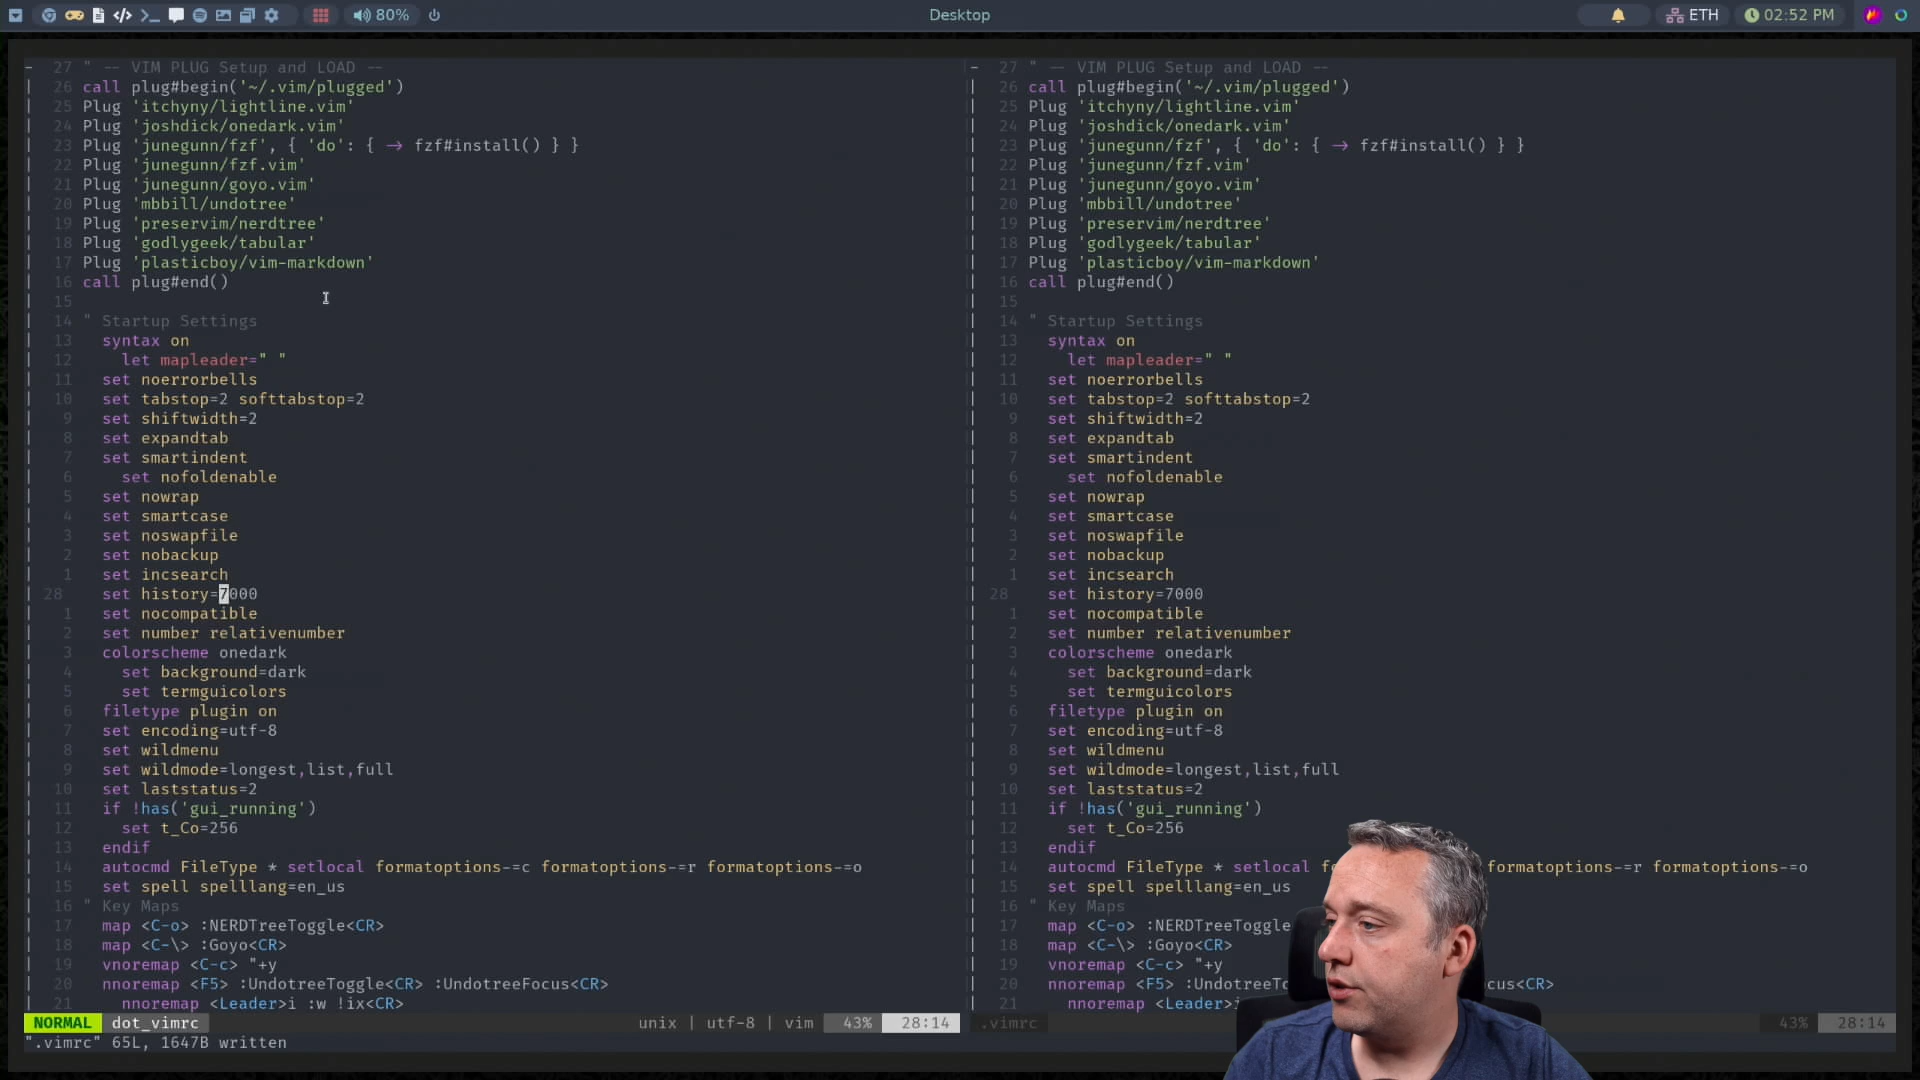 80%
Desktop
ETH
02:52 PM
- 27 " -- VIM PLUG Setup and LOAD --
| 26 call plug#begin('~/.vim/plugged')
| 25 Plug 'itchyny/lightline.vim'
| 24 Plug 'joshdick/onedark.vim'
| 23 Plug 'junegunn/fzf', { 'do': { → fzf#install() } }
| 22 Plug 'junegunn/fzf.vim'
| 21 Plug 'junegunn/goyo.vim'
| 20 Plug 'mbbill/undotree'
| 19 Plug 'preservim/nerdtree'
| 18 Plug 'godlygeek/tabular'
| 17 Plug 'plasticboy/vim-markdown'
| 16 call plug#end()
| 15
| 14 " Startup Settings
| 13 syntax on
| 12 let mapleader=" "
| 11 set noerrorbells
| 10 set tabstop=2 softtabstop=2
| 9 set shiftwidth=2
| 8 set expandtab
| 7 set smartindent
| 6 set nofoldenable
| 5 set nowrap
| 4 set smartcase
| 3 set noswapfile
| 2 set nobackup
| 1 set incsearch
| 28 set history=7000
| 1 set nocompatible
| 2 set number relativenumber
| 3 colorscheme onedark
| 4 set background=dark
| 5 set termguicolors
| 6 filetype plugin on
| 7 set encoding=utf-8
| 8 set wildmenu
| 9 set wildmode=longest,list,full
| 10 set laststatus=2
| 11 if !has('gui_running')
| 12 set t_Co=256
| 13 endif
| 14 autocmd FileType * setlocal formatoptions-=c formatoptions-=r formatoptions-=o
| 15 set spell spelllang=en_us
| 16 " Key Maps
| 17 map <C-o> :NERDTreeToggle<CR>
| 18 map <C-\> :Goyo<CR>
| 19 vnoremap <C-c> "+y
| 20 nnoremap <F5> :UndotreeToggle<CR> :UndotreeFocus<CR>
| 21 nnoremap <Leader>i :w !ix<CR>
NORMAL dot_vimrc unix | utf-8 | vim 43% 28:14
".vimrc" 65L, 1647B written
- 27 " -- VIM PLUG Setup and LOAD --
| 26 call plug#begin('~/.vim/plugged')
| 25 Plug 'itchyny/lightline.vim'
| 24 Plug 'joshdick/onedark.vim'
| 23 Plug 'junegunn/fzf', { 'do': { → fzf#install() } }
| 22 Plug 'junegunn/fzf.vim'
| 21 Plug 'junegunn/goyo.vim'
| 20 Plug 'mbbill/undotree'
| 19 Plug 'preservim/nerdtree'
| 18 Plug 'godlygeek/tabular'
| 17 Plug 'plasticboy/vim-markdown'
| 16 call plug#end()
| 15
| 14 " Startup Settings
| 13 syntax on
| 12 let mapleader=" "
| 11 set noerrorbells
| 10 set tabstop=2 softtabstop=2
| 9 set shiftwidth=2
| 8 set expandtab
| 7 set smartindent
| 6 set nofoldenable
| 5 set nowrap
| 4 set smartcase
| 3 set noswapfile
| 2 set nobackup
| 1 set incsearch
| 28 set history=7000
| 1 set nocompatible
| 2 set number relativenumber
| 3 colorscheme onedark
| 4 set background=dark
| 5 set termguicolors
| 6 filetype plugin on
| 7 set encoding=utf-8
| 8 set wildmenu
| 9 set wildmode=longest,list,full
| 10 set laststatus=2
| 11 if !has('gui_running')
| 12 set t_Co=256
| 13 endif
| 14 autocmd FileType * setlocal formatoptions-=r formatoptions-=o
| 15 set spell spelllang=en_us
| 16 " Key Maps
| 17 map <C-o> :NERDTreeToggle
| 18 map <C-\> :Goyo<CR>
| 19 vnoremap <C-c> "+y
| 20 nnoremap <F5> :UndotreeTo cus<CR>
| 21 nnoremap <Leader>i
.vimrc 43% 28:14